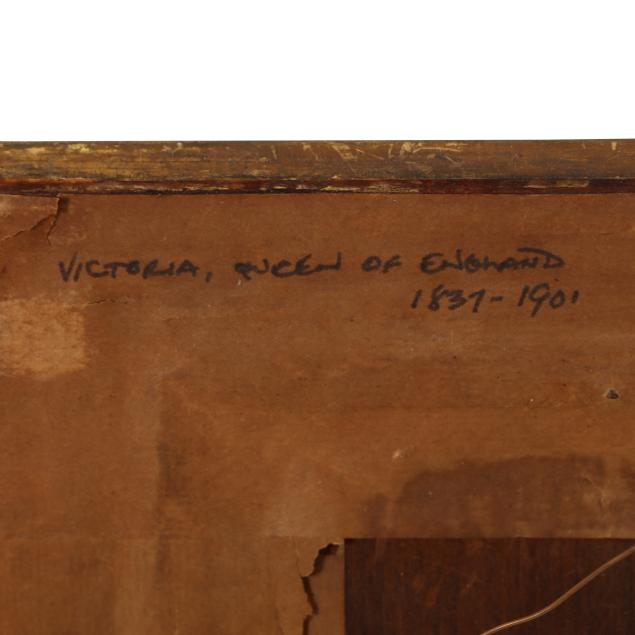 VICTORIA, QUEEN OF ENGLAND
1837-1901